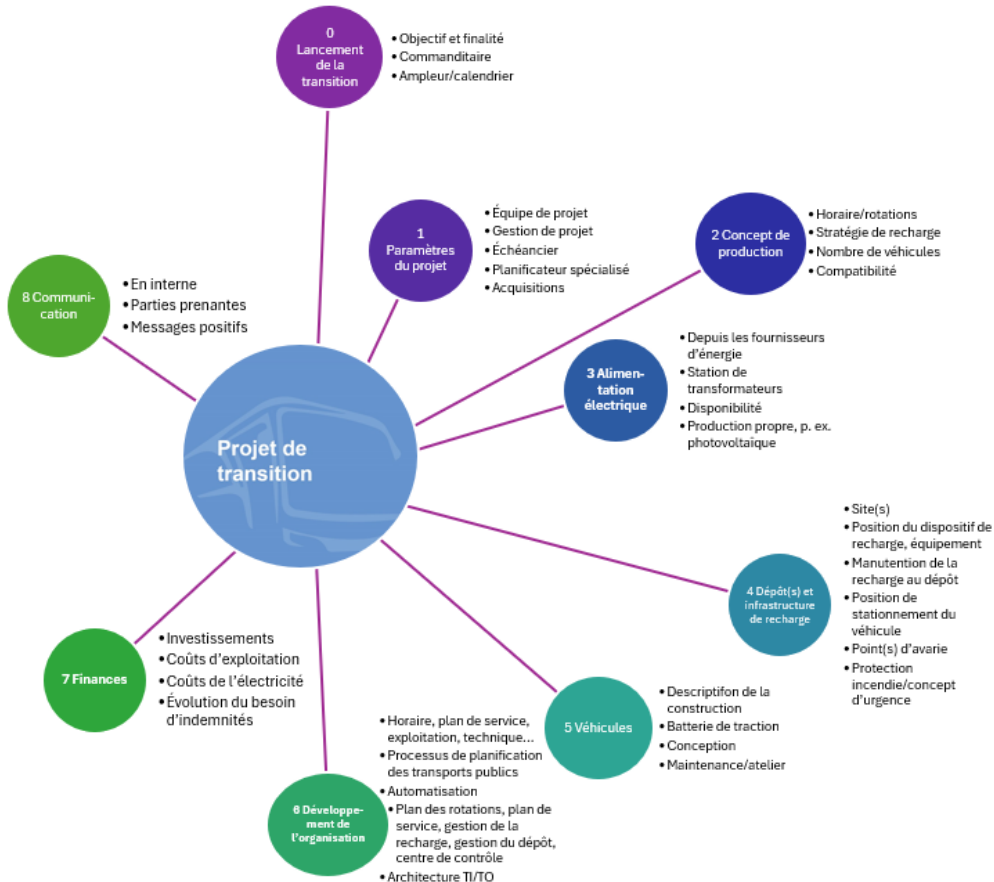 0
Lancement
de la
transition
• Objectif et finalité
• Commanditaire
• Ampleur/calendrier
1
Paramètres
du projet
• Équipe de projet
• Gestion de projet
• Échéancier
• Planificateur spécialisé
• Acquisitions
2 Concept de
production
• Horaire/rotations
• Stratégie de recharge
• Nombre de véhicules
• Compatibilité
8 Communi-
cation
• En interne
• Parties prenantes
• Messages positifs
3 Alimen-
tation
électrique
• Depuis les fournisseurs
d'énergie
• Station de
transformateurs
• Disponibilité
• Production propre, p. ex.
photovoltaïque
Projet de
transition
4 Dépôt(s) et
infrastructure
de recharge
• Site(s)
• Position du dispositif de
recharge, équipement
• Manutention de la
recharge au dépôt
• Position de
stationnement du
véhicule
• Point(s) d'avarie
• Protection
incendie/concept
d'urgence
7 Finances
• Investissements
• Coûts d'exploitation
• Coûts de l'électricité
• Évolution du besoin
d'indemnités
5 Véhicules
• Descriptifon de la
construction
• Batterie de traction
• Conception
• Maintenance/atelier
6 Développe-
ment de
l'organisation
• Horaire, plan de service,
exploitation, technique...
• Processus de planification
des transports publics
• Automatisation
• Plan des rotations, plan de
service, gestion de la
recharge, gestion du dépôt,
centre de contrôle
• Architecture TI/TO